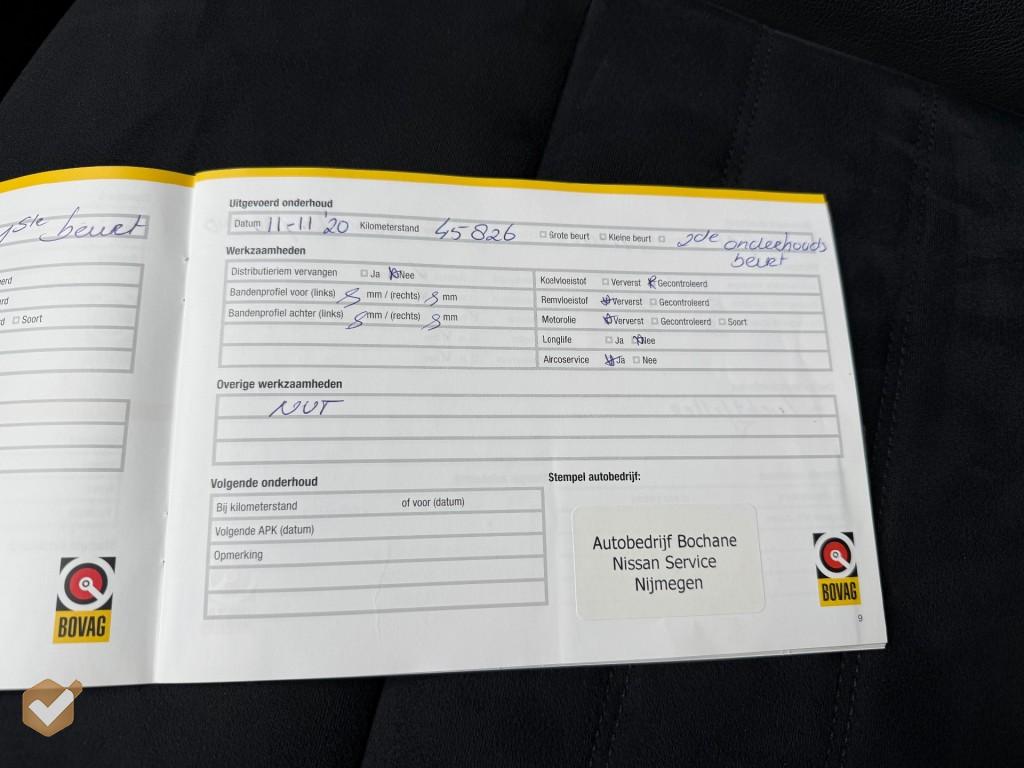 1ste beurt
erd
rd
rd ☐ Soort
BOVAG
Uitgevoerd onderhoud
Datum 11-11 '20 Kilometerstand 45826 ☐ Grote beurt ☐ Kleine beurt ☐ 2de onderhouds
beurt
Werkzaamheden
Distributieriem vervangen ☐ Ja ☒ Nee
Bandenprofiel voor (links) 8 mm / (rechts) 8 mm
Bandenprofiel achter (links) 8 mm / (rechts) 8 mm
Koelvloeistof ☐ Ververst ☒ Gecontroleerd
Remvloeistof ☒ Ververst ☐ Gecontroleerd
Motorolie ☒ Ververst ☐ Gecontroleerd ☐ Soort
Longlife ☐ Ja ☒ Nee
Aircoservice ☒ Ja ☐ Nee
Overige werkzaamheden
NVT
Volgende onderhoud
Bij kilometerstand of voor (datum)
Volgende APK (datum)
Opmerking
Stempel autobedrijf:
Autobedrijf Bochane
Nissan Service
Nijmegen
BOVAG
9